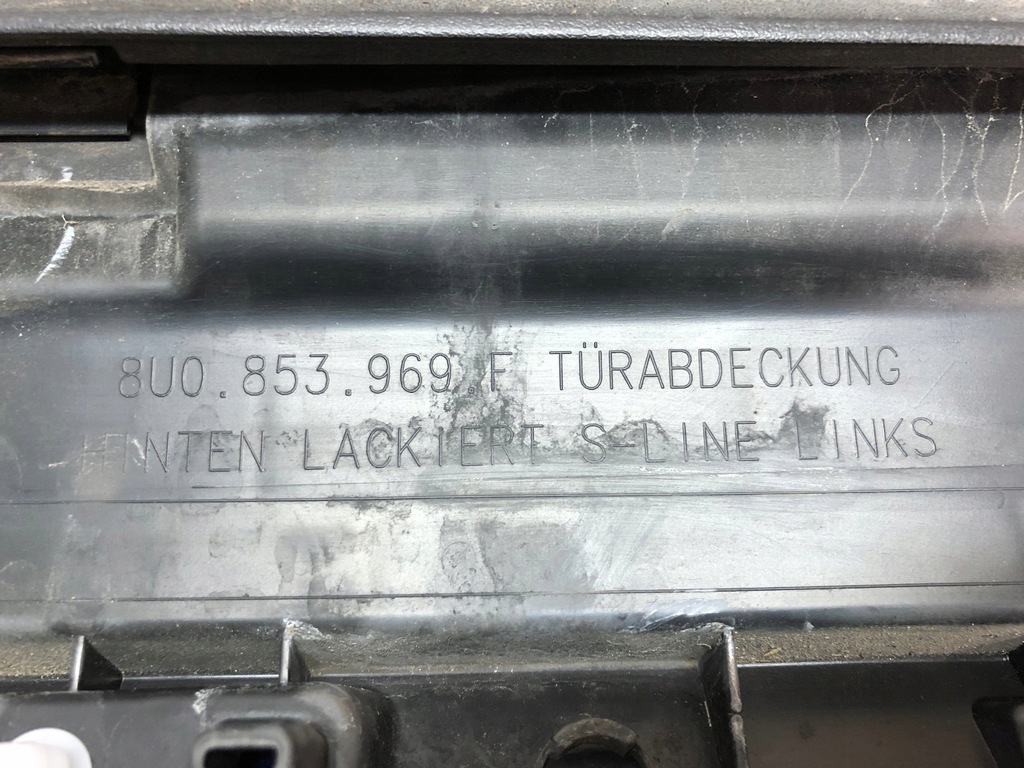 8U0.853.969.F TÜRABDECKUNG
HINTEN LACKIERT S-LINE LINKS